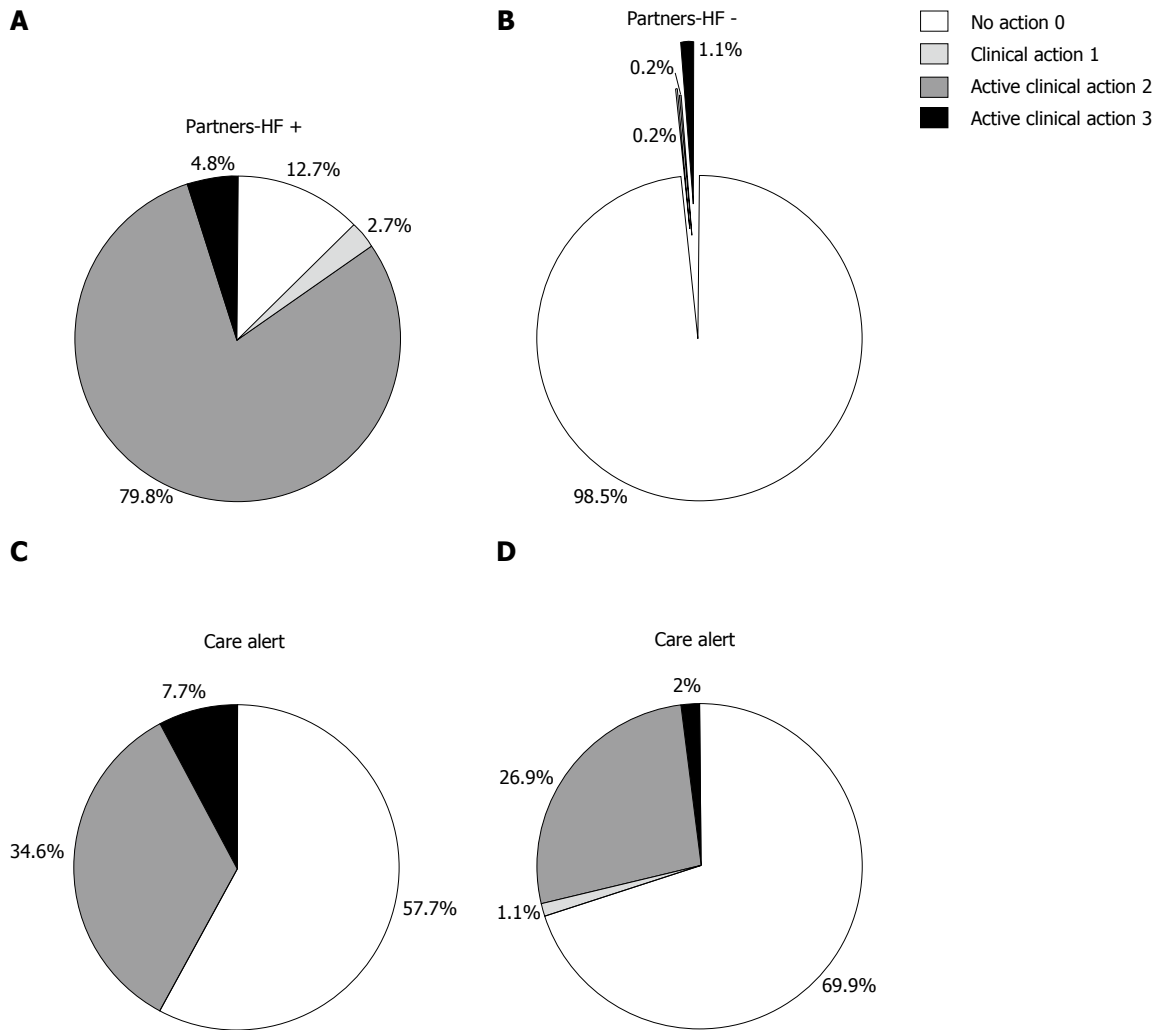 A
Partners-HF +
4.8%
12.7%
2.7%
79.8%
B
Partners-HF -
1.1%
0.2%
0.2%
98.5%
No action 0
Clinical action 1
Active clinical action 2
Active clinical action 3
C
Care alert
7.7%
34.6%
57.7%
D
Care alert
2%
26.9%
1.1%
69.9%